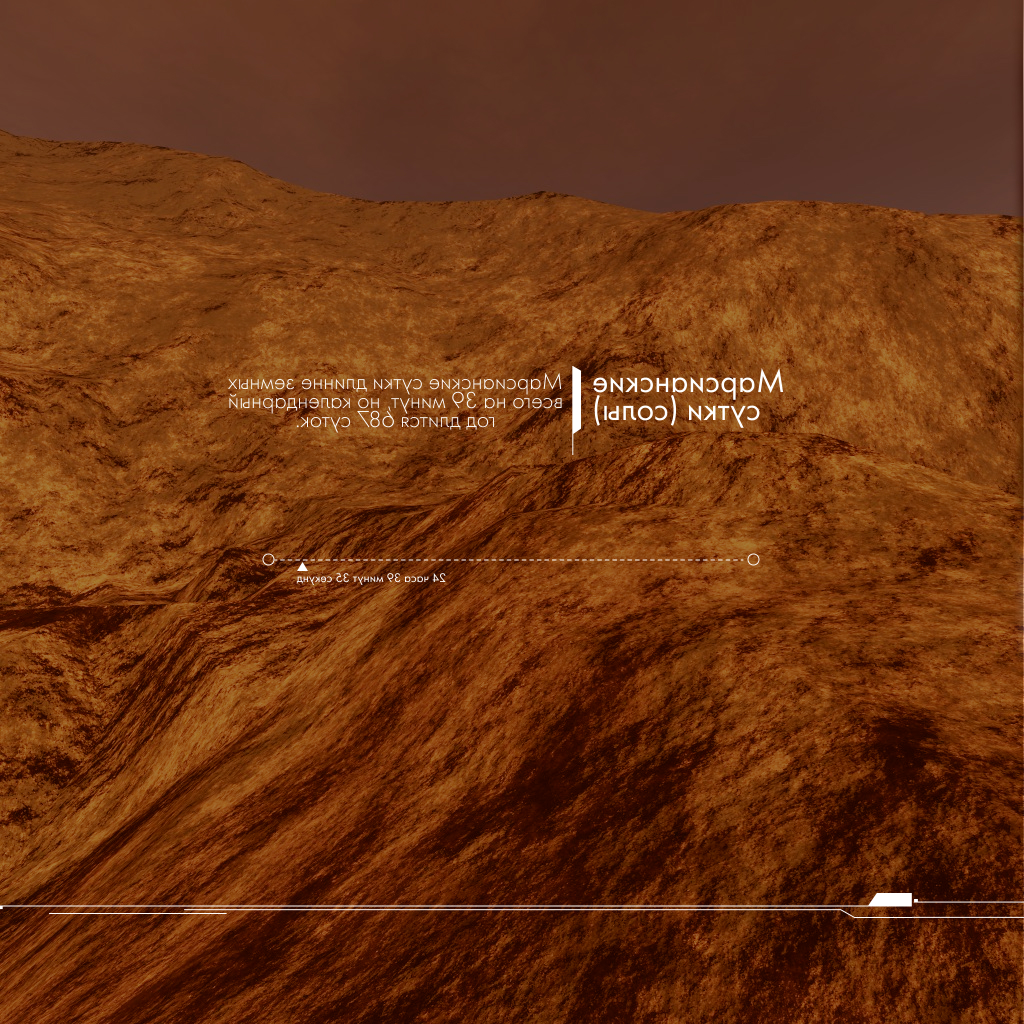 Марсианские
сутки (солы)
Марсианские сутки длинне земных
всего на 39 минут, но календарный
год длится 687 суток.
24 часа 39 минут 35 секунд